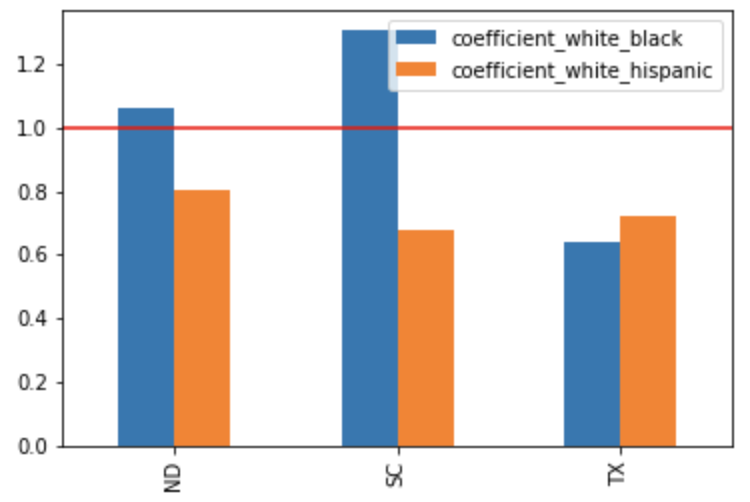 coefficient_white_black
coefficient_white_hispanic
1.2
1.0
0.8
0.6
0.4
0.2
0.0
ND
SC
TX